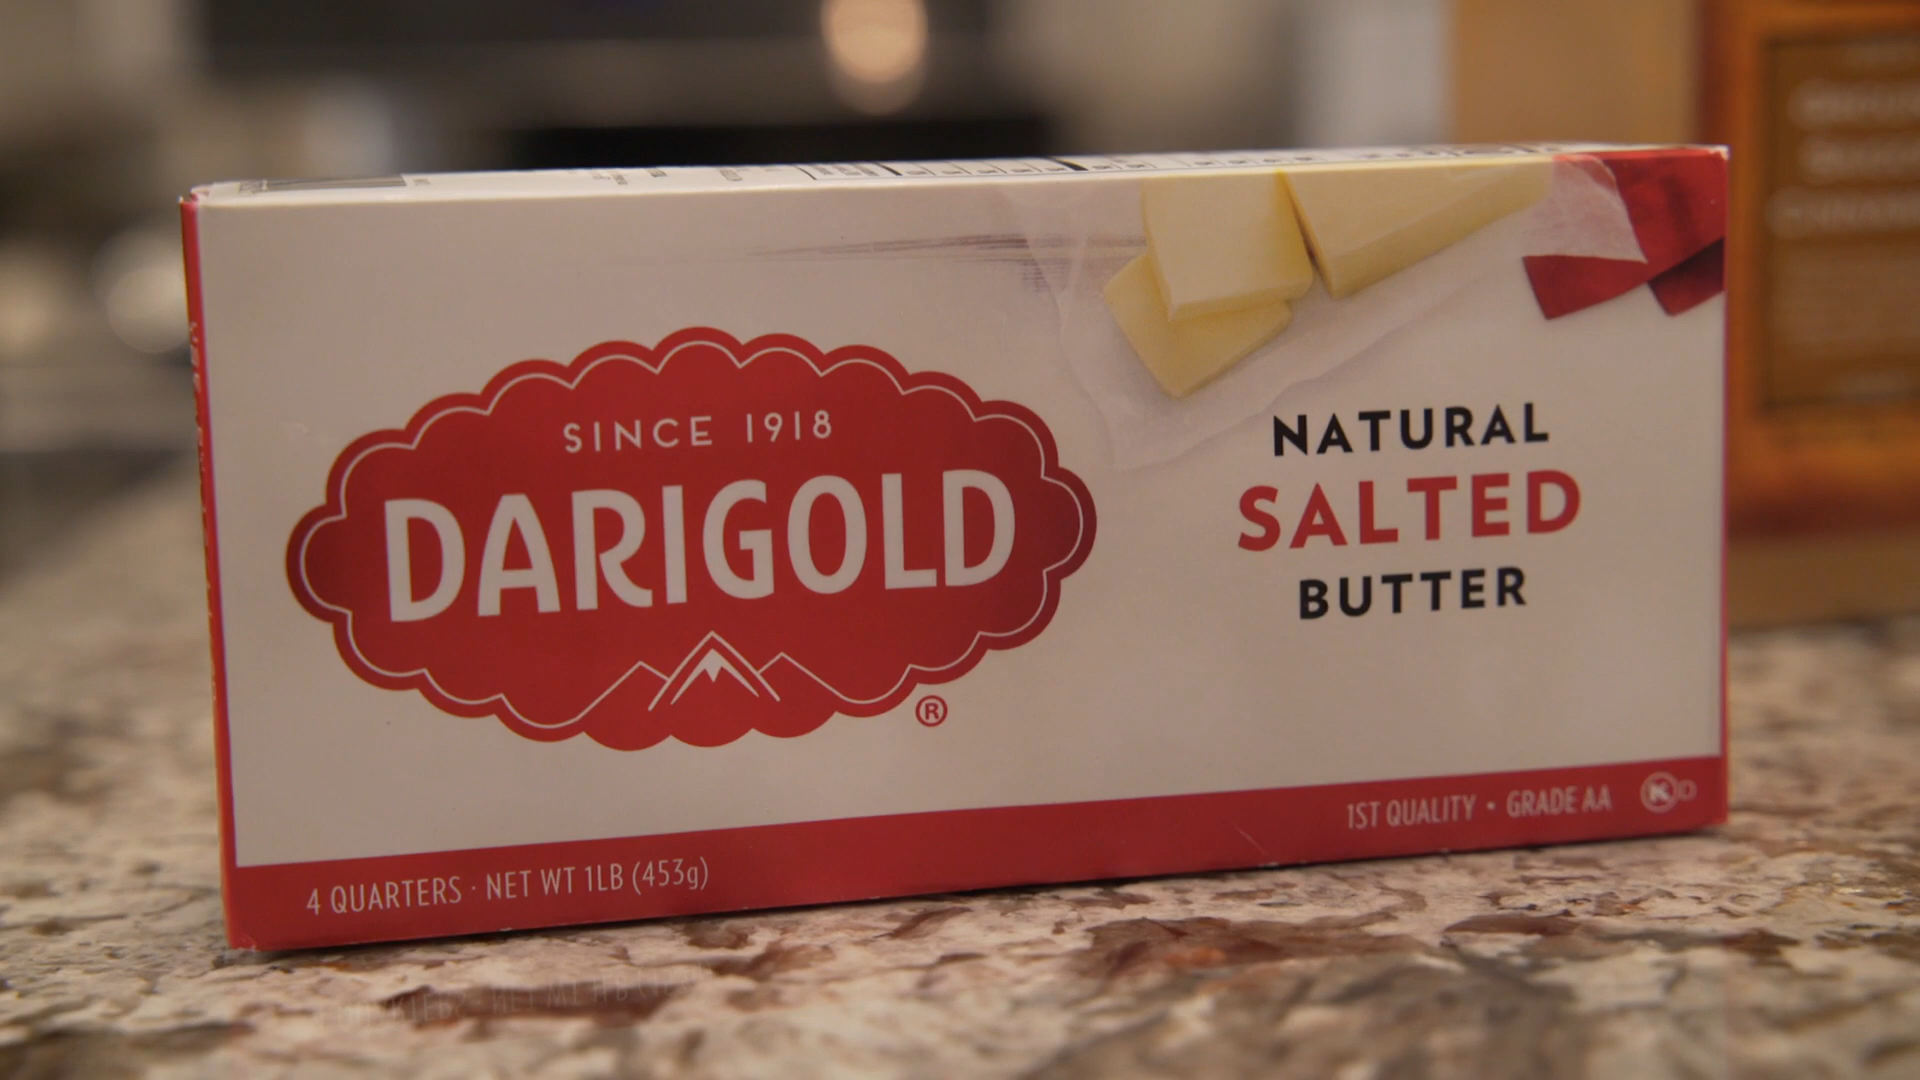 SINCE 1918
DARIGOLD
®
NATURAL
SALTED
BUTTER
1ST QUALITY • GRADE AA K D
4 QUARTERS · NET WT 1LB (453g)